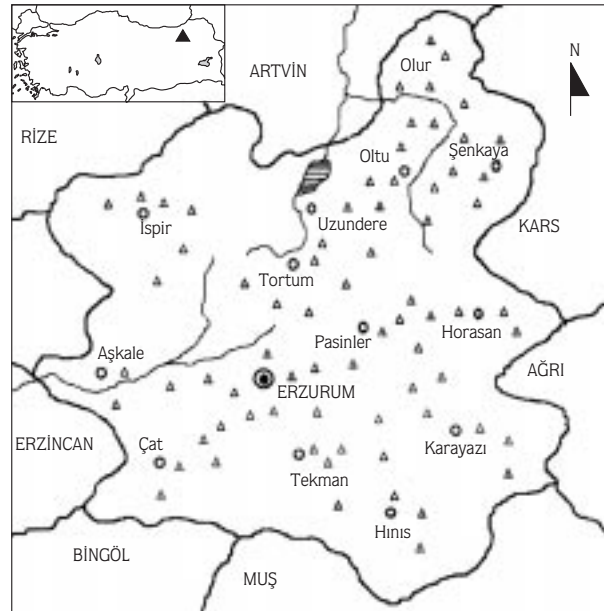 ARTVİN
Olur
N
RİZE
Oltu
Şenkaya
İspir
Uzundere
KARS
Tortum
Pasinler
Horasan
Aşkale
AĞRI
ERZURUM
ERZİNCAN
Çat
Karayazı
Tekman
Hınıs
BİNGÖL
MUŞ